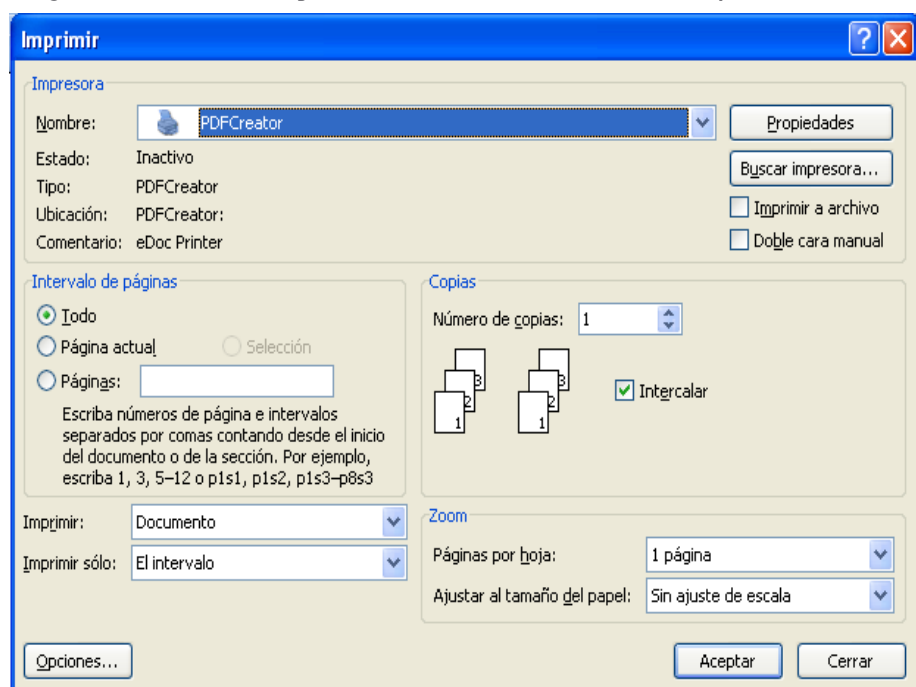 Imprimir
Impresora
Nombre: PDFCreator Propiedades
Estado: Inactivo
Buscar impresora...
Tipo: PDFCreator
Ubicación: PDFCreator:
Imprimir a archivo
Comentario: eDoc Printer
Doble cara manual
Intervalo de páginas
Todo
Página actual Selección
Páginas:
Escriba números de página e intervalos
separados por comas contando desde el inicio
del documento o de la sección. Por ejemplo,
escriba 1, 3, 5–12 o p1s1, p1s2, p1s3–p8s3
Copias
Número de copias: 1
3 3
2 2
1 1
Intercalar
Imprimir: Documento
Imprimir sólo: El intervalo
Zoom
Páginas por hoja: 1 página
Ajustar al tamaño del papel: Sin ajuste de escala
Opciones... Aceptar Cerrar